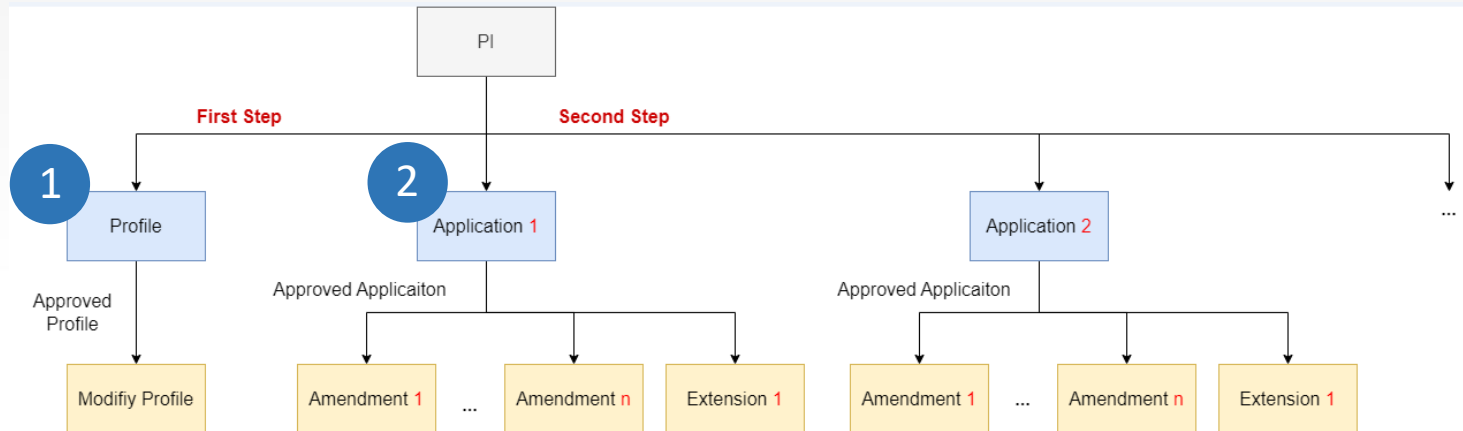 PI
First Step
Second Step
1
2
Profile
Application 1
Application 2
...
Approved
Profile
Approved Applicaiton
Approved Applicaiton
Modifiy Profile
Amendment 1
...
Amendment n
Extension 1
Amendment 1
...
Amendment n
Extension 1